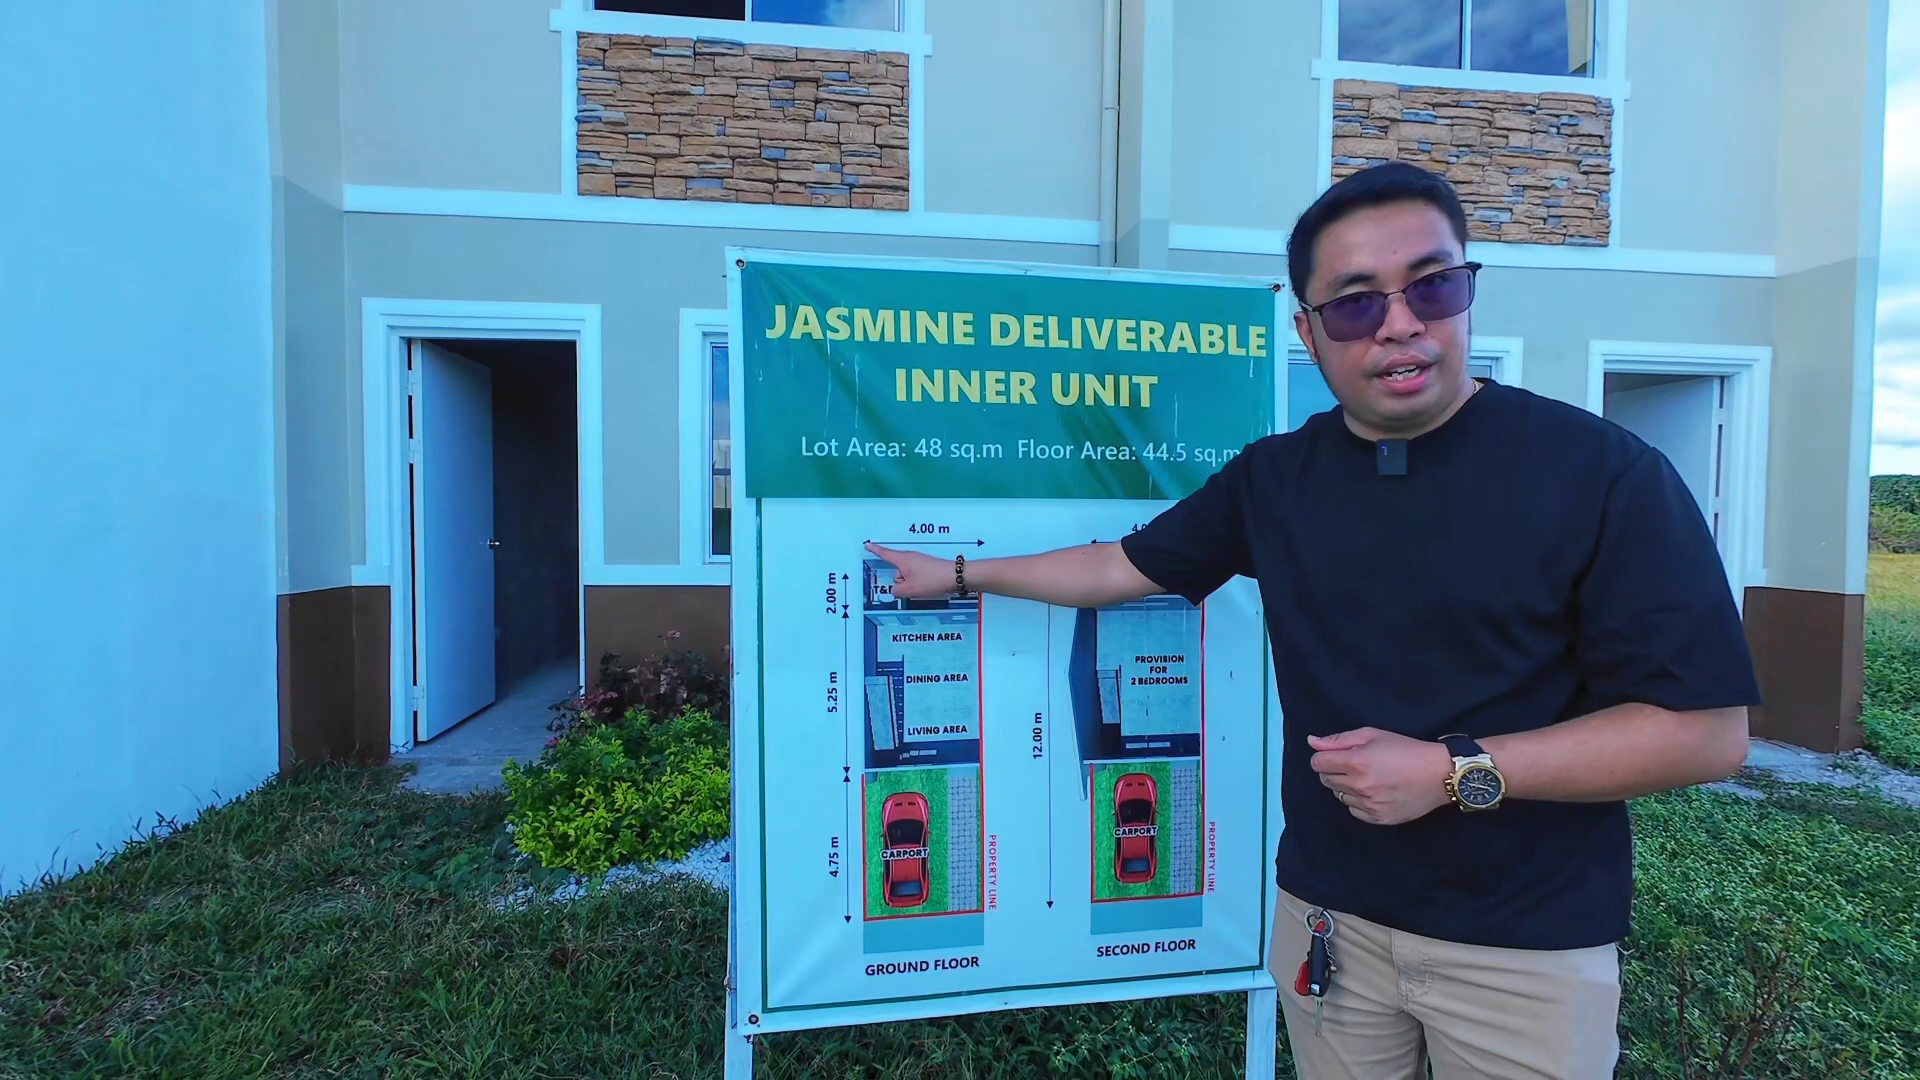 JASMINE DELIVERABLE
INNER UNIT
Lot Area: 48 sq.m Floor Area: 44.5 sq.m
4.00 m
2.00 m
KITCHEN AREA
DINING AREA
LIVING AREA
5.25 m
4.75 m
CARPORT
PROPERTY LINE
GROUND FLOOR
12.00 m
PROVISION
FOR
2 BEDROOMS
CARPORT
PROPERTY LINE
SECOND FLOOR